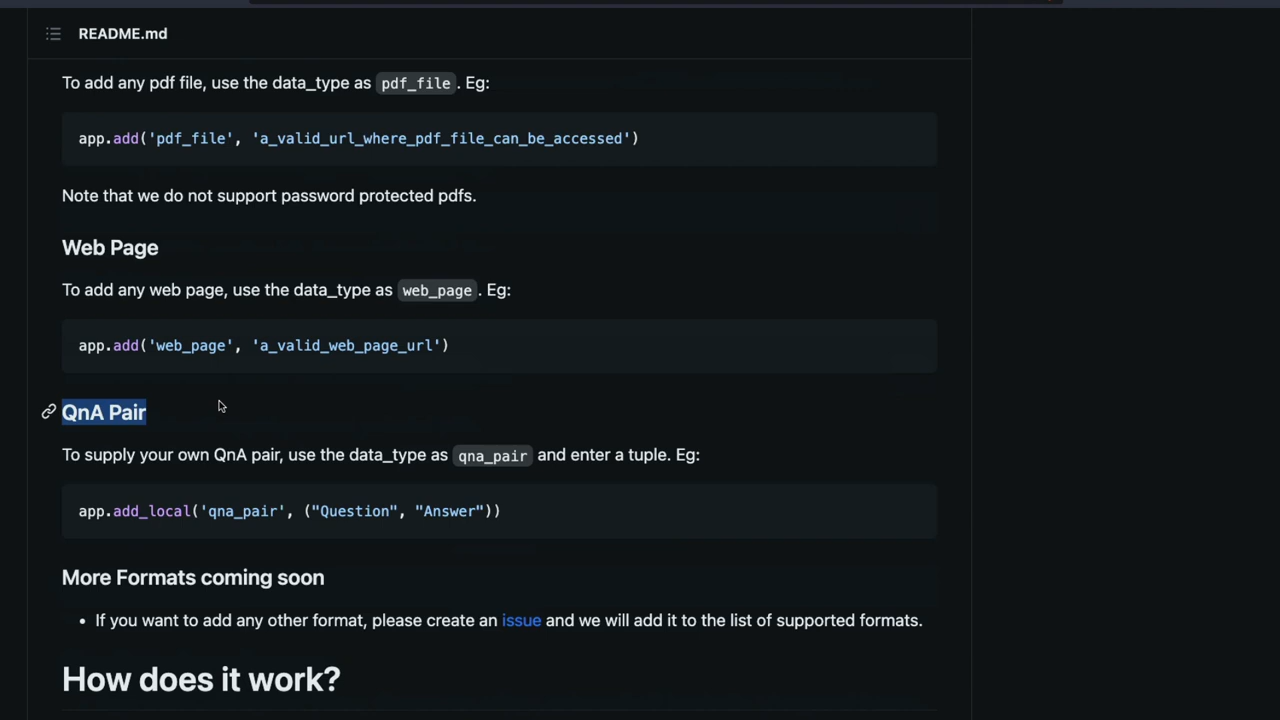 README.md
To add any pdf file, use the data_type as pdf_file . Eg:
app.add('pdf_file', 'a_valid_url_where_pdf_file_can_be_accessed')
Note that we do not support password protected pdfs.
Web Page
To add any web page, use the data_type as web_page . Eg:
app.add('web_page', 'a_valid_web_page_url')
QnA Pair
To supply your own QnA pair, use the data_type as qna_pair and enter a tuple. Eg:
app.add_local('qna_pair', ("Question", "Answer"))
More Formats coming soon
• If you want to add any other format, please create an issue and we will add it to the list of supported formats.
How does it work?